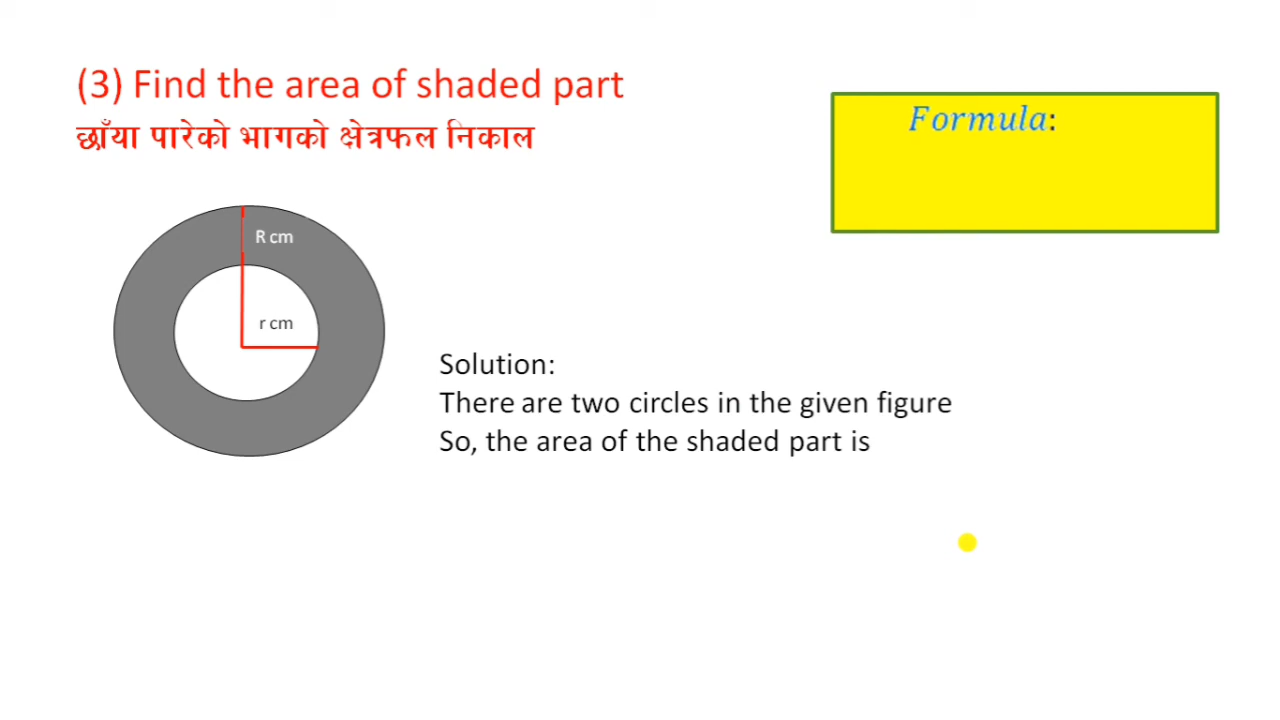 (3) Find the area of shaded part
छाँया पारेको भागको क्षेत्रफल निकाल
Formula:
R cm
r cm
Solution:
There are two circles in the given figure
So, the area of the shaded part is